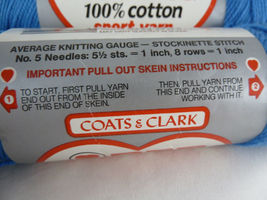 100% cotton
sport yarn
AVERAGE KNITTING GAUGE — STOCKINETTE STITCH
No. 5 Needles: 5½ sts. = 1 inch, 8 rows = 1 inch
IMPORTANT PULL OUT SKEIN INSTRUCTIONS
1
TO START, FIRST PULL YARN
END OUT FROM THE INSIDE
OF THIS END OF SKEIN.
THEN, PULL YARN FROM
THIS END AND CONTINUE
WORKING WITH IT.
2
COATS & CLARK